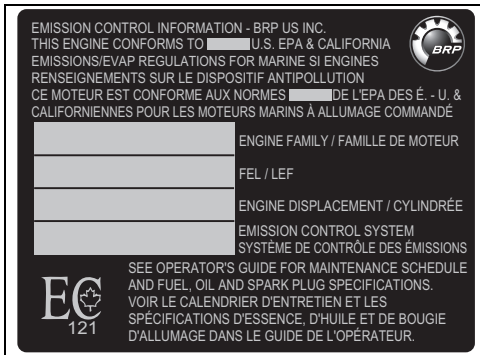 EMISSION CONTROL INFORMATION - BRP US INC.
THIS ENGINE CONFORMS TO U.S. EPA & CALIFORNIA
EMISSIONS/EVAP REGULATIONS FOR MARINE SI ENGINES
RENSEIGNEMENTS SUR LE DISPOSITIF ANTIPOLLUTION
CE MOTEUR EST CONFORME AUX NORMES DE L'EPA DES É. - U. &
CALIFORNIENNES POUR LES MOTEURS MARINS À ALLUMAGE COMMANDÉ
BRP
ENGINE FAMILY / FAMILLE DE MOTEUR
FEL / LEF
ENGINE DISPLACEMENT / CYLINDRÉE
EMISSION CONTROL SYSTEM
SYSTÈME DE CONTRÔLE DES ÉMISSIONS
EC
121
SEE OPERATOR'S GUIDE FOR MAINTENANCE SCHEDULE
AND FUEL, OIL AND SPARK PLUG SPECIFICATIONS.
VOIR LE CALENDRIER D'ENTRETIEN ET LES
SPÉCIFICATIONS D'ESSENCE, D'HUILE ET DE BOUGIE
D'ALLUMAGE DANS LE GUIDE DE L'OPÉRATEUR.